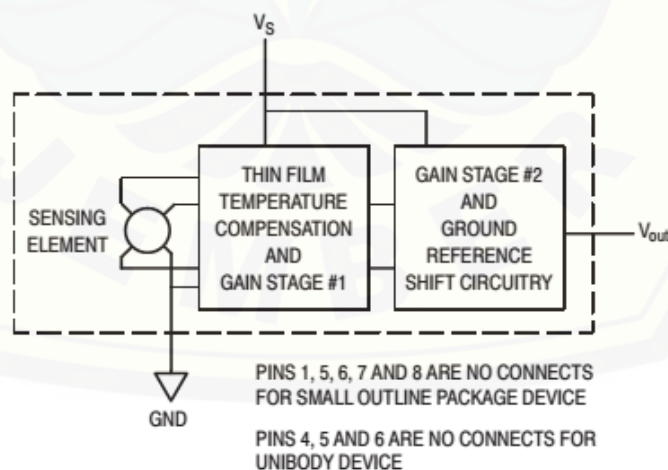 V_S
THIN FILM
TEMPERATURE
COMPENSATION
AND
GAIN STAGE #1
GAIN STAGE #2
AND
GROUND
REFERENCE
SHIFT CIRCUITRY
SENSING
ELEMENT
V_out
GND
PINS 1, 5, 6, 7 AND 8 ARE NO CONNECTS
FOR SMALL OUTLINE PACKAGE DEVICE
PINS 4, 5 AND 6 ARE NO CONNECTS FOR
UNIBODY DEVICE